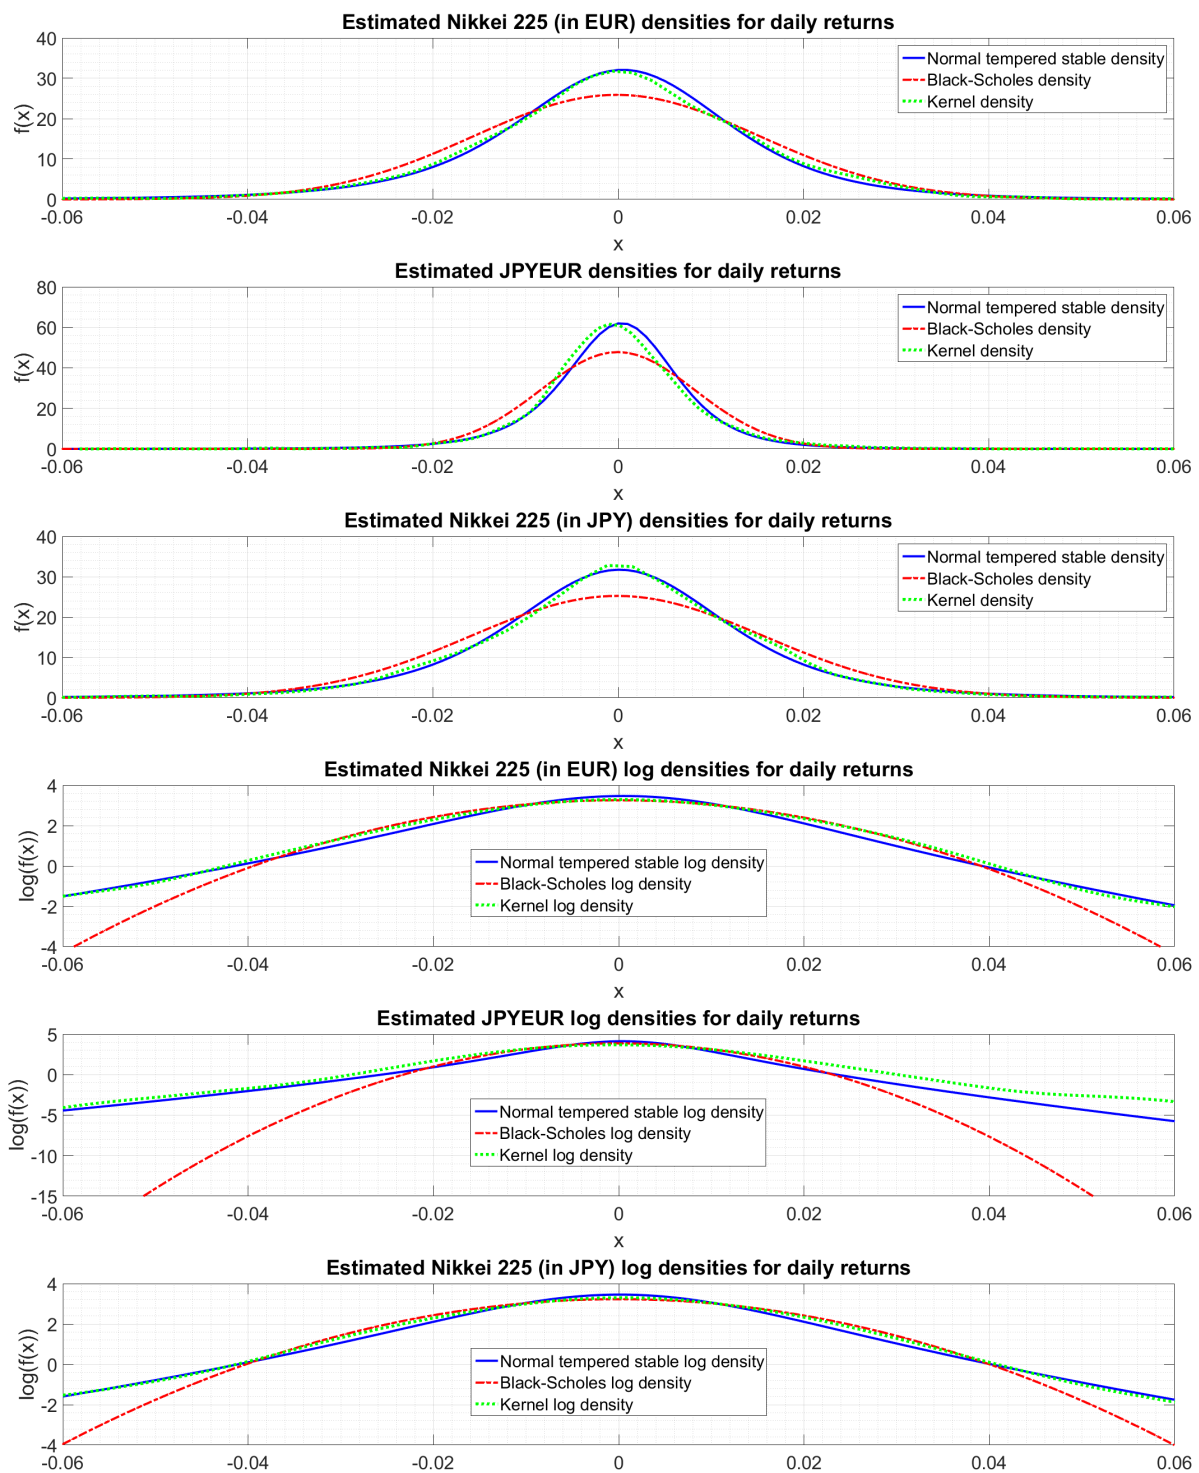 Estimated Nikkei 225 (in EUR) densities for daily returns
40
30
20
10
0
f(x)
Normal tempered stable density
Black-Scholes density
Kernel density
-0.06 -0.04 -0.02 0 0.02 0.04 0.06
x
Estimated JPYEUR densities for daily returns
80
60
40
20
0
f(x)
Normal tempered stable density
Black-Scholes density
Kernel density
-0.06 -0.04 -0.02 0 0.02 0.04 0.06
x
Estimated Nikkei 225 (in JPY) densities for daily returns
40
30
20
10
0
f(x)
Normal tempered stable density
Black-Scholes density
Kernel density
-0.06 -0.04 -0.02 0 0.02 0.04 0.06
x
Estimated Nikkei 225 (in EUR) log densities for daily returns
4
2
0
-2
-4
log(f(x))
Normal tempered stable log density
Black-Scholes log density
Kernel log density
-0.06 -0.04 -0.02 0 0.02 0.04 0.06
x
Estimated JPYEUR log densities for daily returns
5
0
-5
-10
-15
log(f(x))
Normal tempered stable log density
Black-Scholes log density
Kernel log density
-0.06 -0.04 -0.02 0 0.02 0.04 0.06
x
Estimated Nikkei 225 (in JPY) log densities for daily returns
4
2
0
-2
-4
log(f(x))
Normal tempered stable log density
Black-Scholes log density
Kernel log density
-0.06 -0.04 -0.02 0 0.02 0.04 0.06